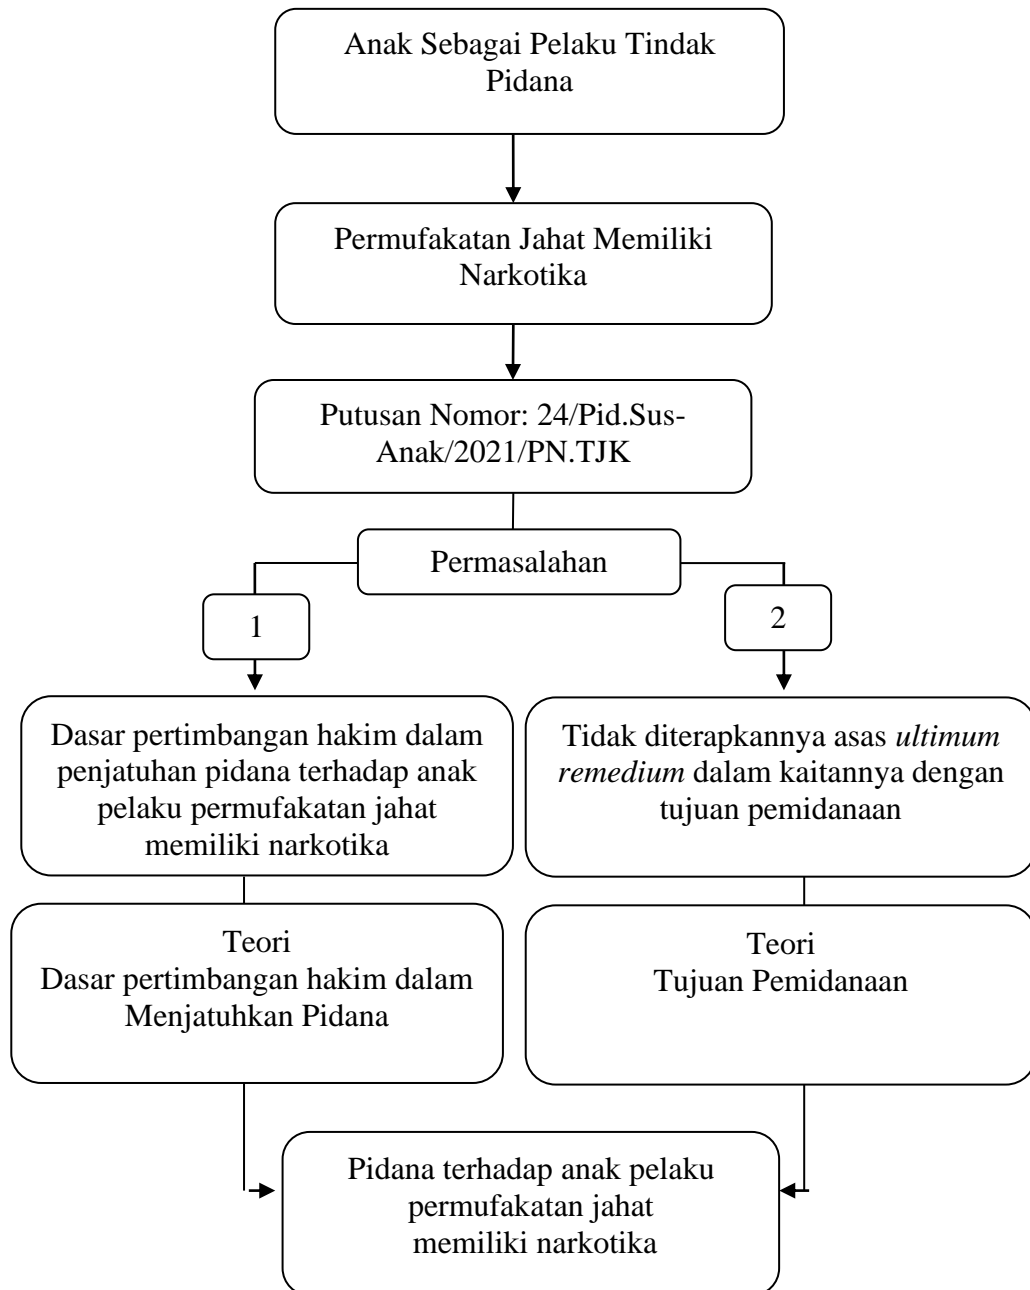 Anak Sebagai Pelaku Tindak
Pidana
Permufakatan Jahat Memiliki
Narkotika
Putusan Nomor: 24/Pid.Sus-
Anak/2021/PN.TJK
Permasalahan
1
2
Dasar pertimbangan hakim dalam
penjatuhan pidana terhadap anak
pelaku permufakatan jahat
memiliki narkotika
Tidak diterapkannya asas ultimum
remedium dalam kaitannya dengan
tujuan pemidanaan
Teori
Dasar pertimbangan hakim dalam
Menjatuhkan Pidana
Teori
Tujuan Pemidanaan
Pidana terhadap anak pelaku
permufakatan jahat
memiliki narkotika